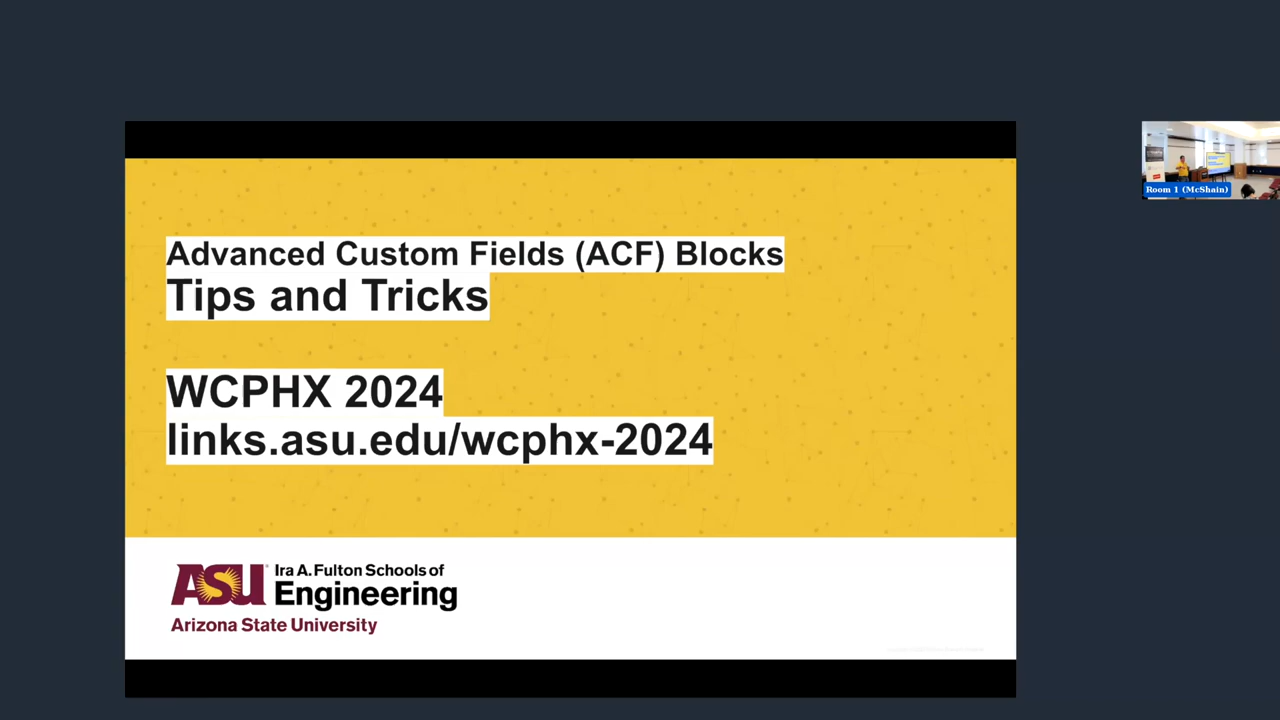 Advanced Custom Fields (ACF) Blocks
Tips and Tricks
WCPHX 2024
links.asu.edu/wcphx-2024
ASU Ira A. Fulton Schools of
Engineering
Arizona State University
Room 1 (McShain)